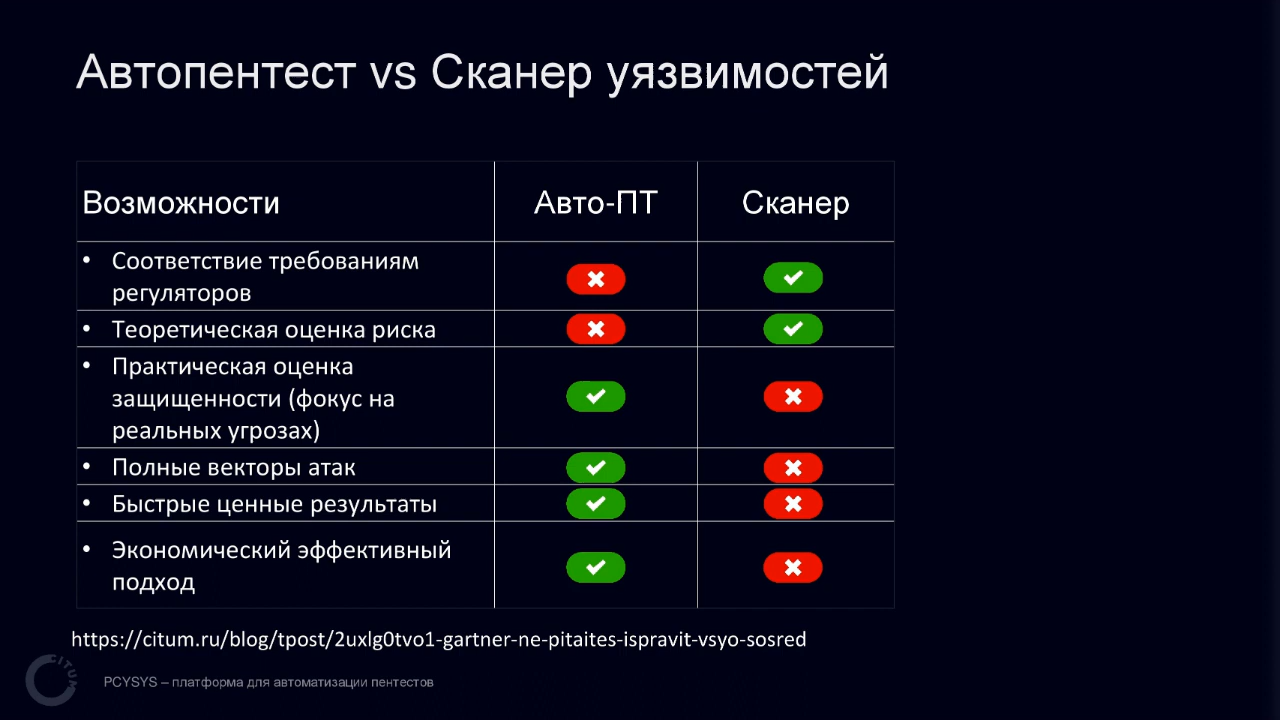 Автопентест vs Сканер уязвимостей
Возможности
Авто-ПТ
Сканер
• Соответствие требованиям
регуляторов
• Теоретическая оценка риска
• Практическая оценка
защищенности (фокус на
реальных угрозах)
• Полные векторы атак
• Быстрые ценные результаты
• Экономический эффективный
подход
https://citum.ru/blog/tpost/2uxlg0tvo1-gartner-ne-pitaites-ispravit-vsyo-sosred
CITUM
PCYSYS – платформа для автоматизации пентестов